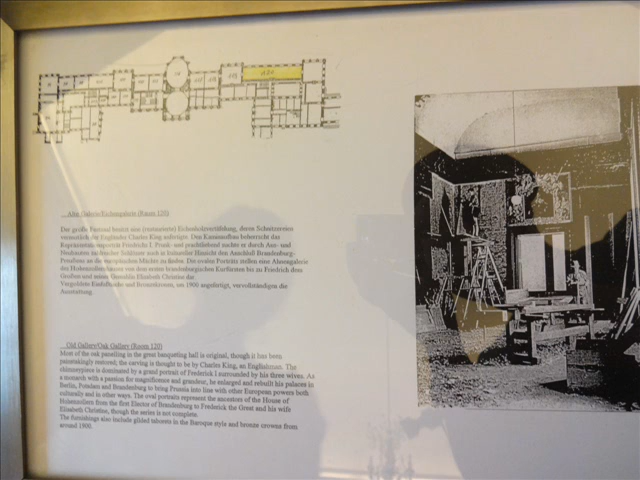 Alte Galerie/Eichengalerie (Room 120)
Der große Festsaal besitzt eine (restaurierte) Eichenholzvertäfelung, deren Schnitzereien
vermutlich der Engländer Charles King anfertigte. Den Kaminaufbau beherrscht das
Repräsentationsporträt Friedrichs I. Prunk- und prachtliebend suchte er durch Aus- und
Neubauten zahlreicher Schlösser auch in kultureller Hinsicht den Anschluß Brandenburg-
Preußens an die europäischen Mächte zu finden. Die ovalen Porträts stellen eine Ahnengalerie
des Hohenzollernhauses von dem ersten brandenburgischen Kurfürsten bis zu Friedrich dem
Großen und seiner Gemahlin Elisabeth Christine dar.
Vergoldete und Bronzekronen, um 1900 angefertigt, vervollständigen die
Ausstattung.
Old Gallery/Oak Gallery (Room 120)
Most of the oak panelling in the great banqueting hall is original, though it has been
painstakingly restored; the carving is thought to be by Charles King, an Englishman. The
chimneypiece is dominated by a grand portrait of Frederick I surrounded by his three wives. As
a monarch with a passion for magnificence and grandeur, he enlarged and rebuilt his palaces in
Berlin, Potsdam and Brandenburg to bring Prussia into line with other European powers both
culturally and in other ways. The oval portraits represent the ancestors of the House of
Hohenzollern from the first Elector of Brandenburg to Frederick the Great and his wife
Elisabeth Christine, though the series is not complete.
The furnishings also include gilded taborets in the Baroque style and bronze crowns from
around 1900.